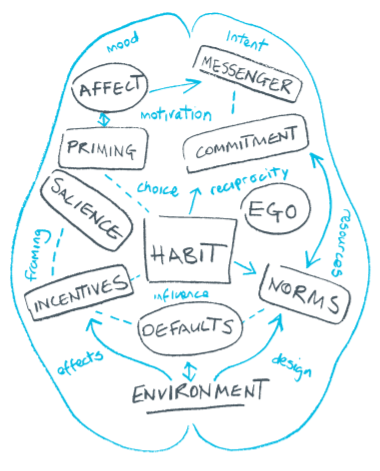 mood
Intent
AFFECT
MESSENGER
motivation
PRIMING
COMMITMENT
choice
reciprocity
SALIENCE
EGO
HABIT
framing
resources
INCENTIVES
influence
NORMS
DEFAULTS
effects
design
ENVIRONMENT